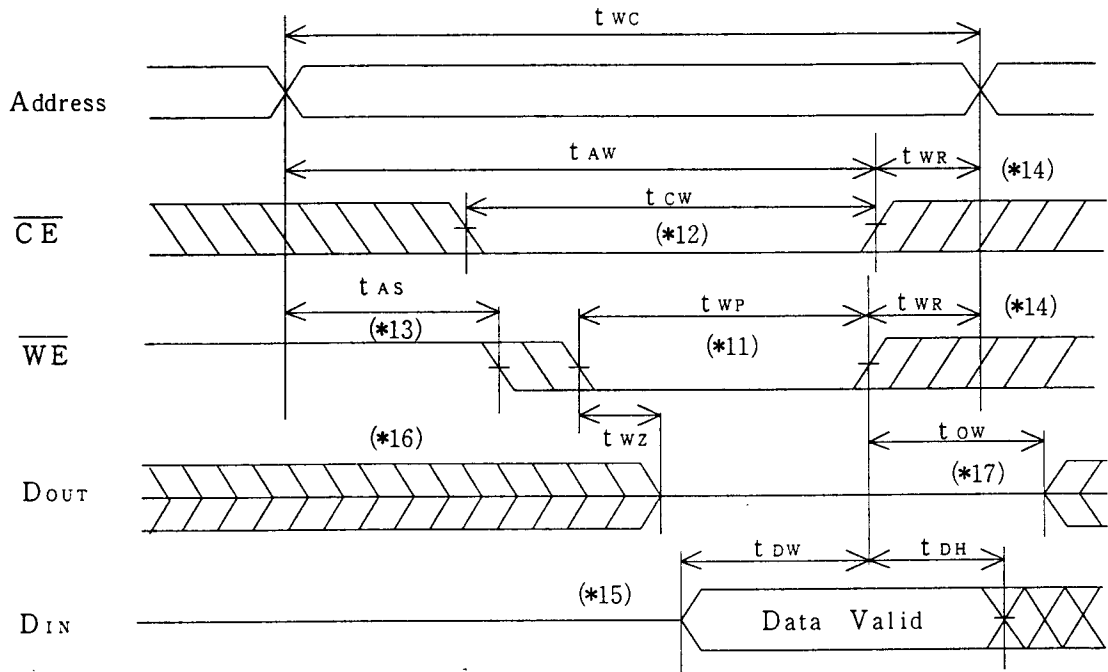 t WC
Address
t AW
t WR
(*14)
CE
t CW
(*12)
t AS
(*13)
WE
t WP
(*11)
t WR
(*14)
t WZ
(*16)
t OW
(*17)
DOUT
t DW
t DH
(*15)
DIN
Data Valid